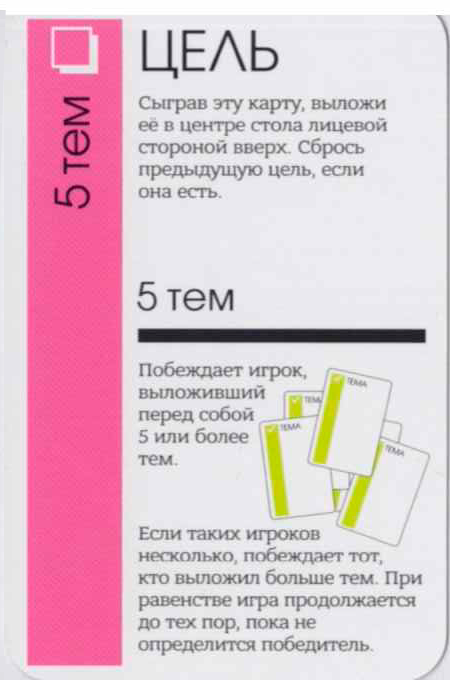 5 тем
ЦЕЛЬ
Сыграв эту карту, выложи
её в центре стола лицевой
стороной вверх. Сбрось
предыдущую цель, если
она есть.
5 тем
Побеждает игрок,
выложивший
перед собой
5 или более
тем.
ТЕМА
ТЕМА
ТЕМА
Если таких игроков
несколько, побеждает тот,
кто выложил больше тем. При
равенстве игра продолжается
до тех пор, пока не
определится победитель.